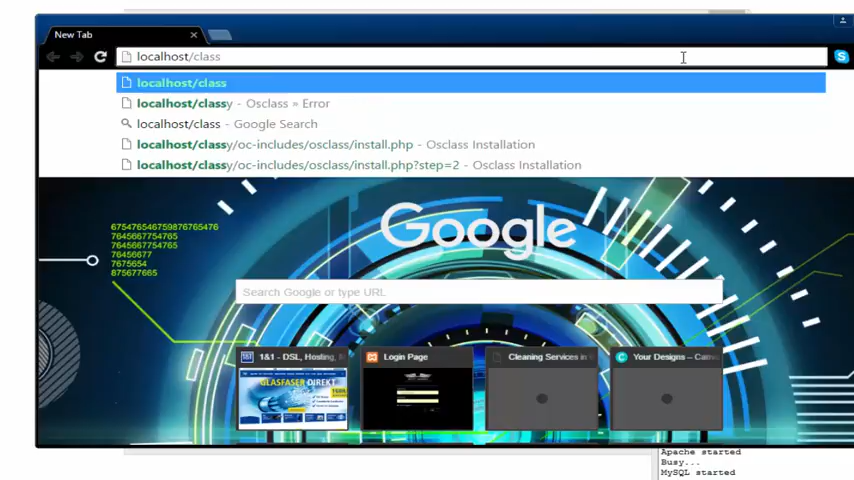 New Tab
localhost/class
localhost/class
localhost/classy - Osclass » Error
localhost/class - Google Search
localhost/classy/oc-includes/osclass/install.php - Osclass Installation
localhost/classy/oc-includes/osclass/install.php?step=2 - Osclass Installation
675476546759876765476
7645667754765
7645667754765
76456677
7675654
875677665
Google
Search Google or type URL
1&1 - DSL, Hosting,
Login Page
Cleaning Services in
Your Designs – Canv
GLASFASER DIREKT
Apache started
Busy...
MySQL started